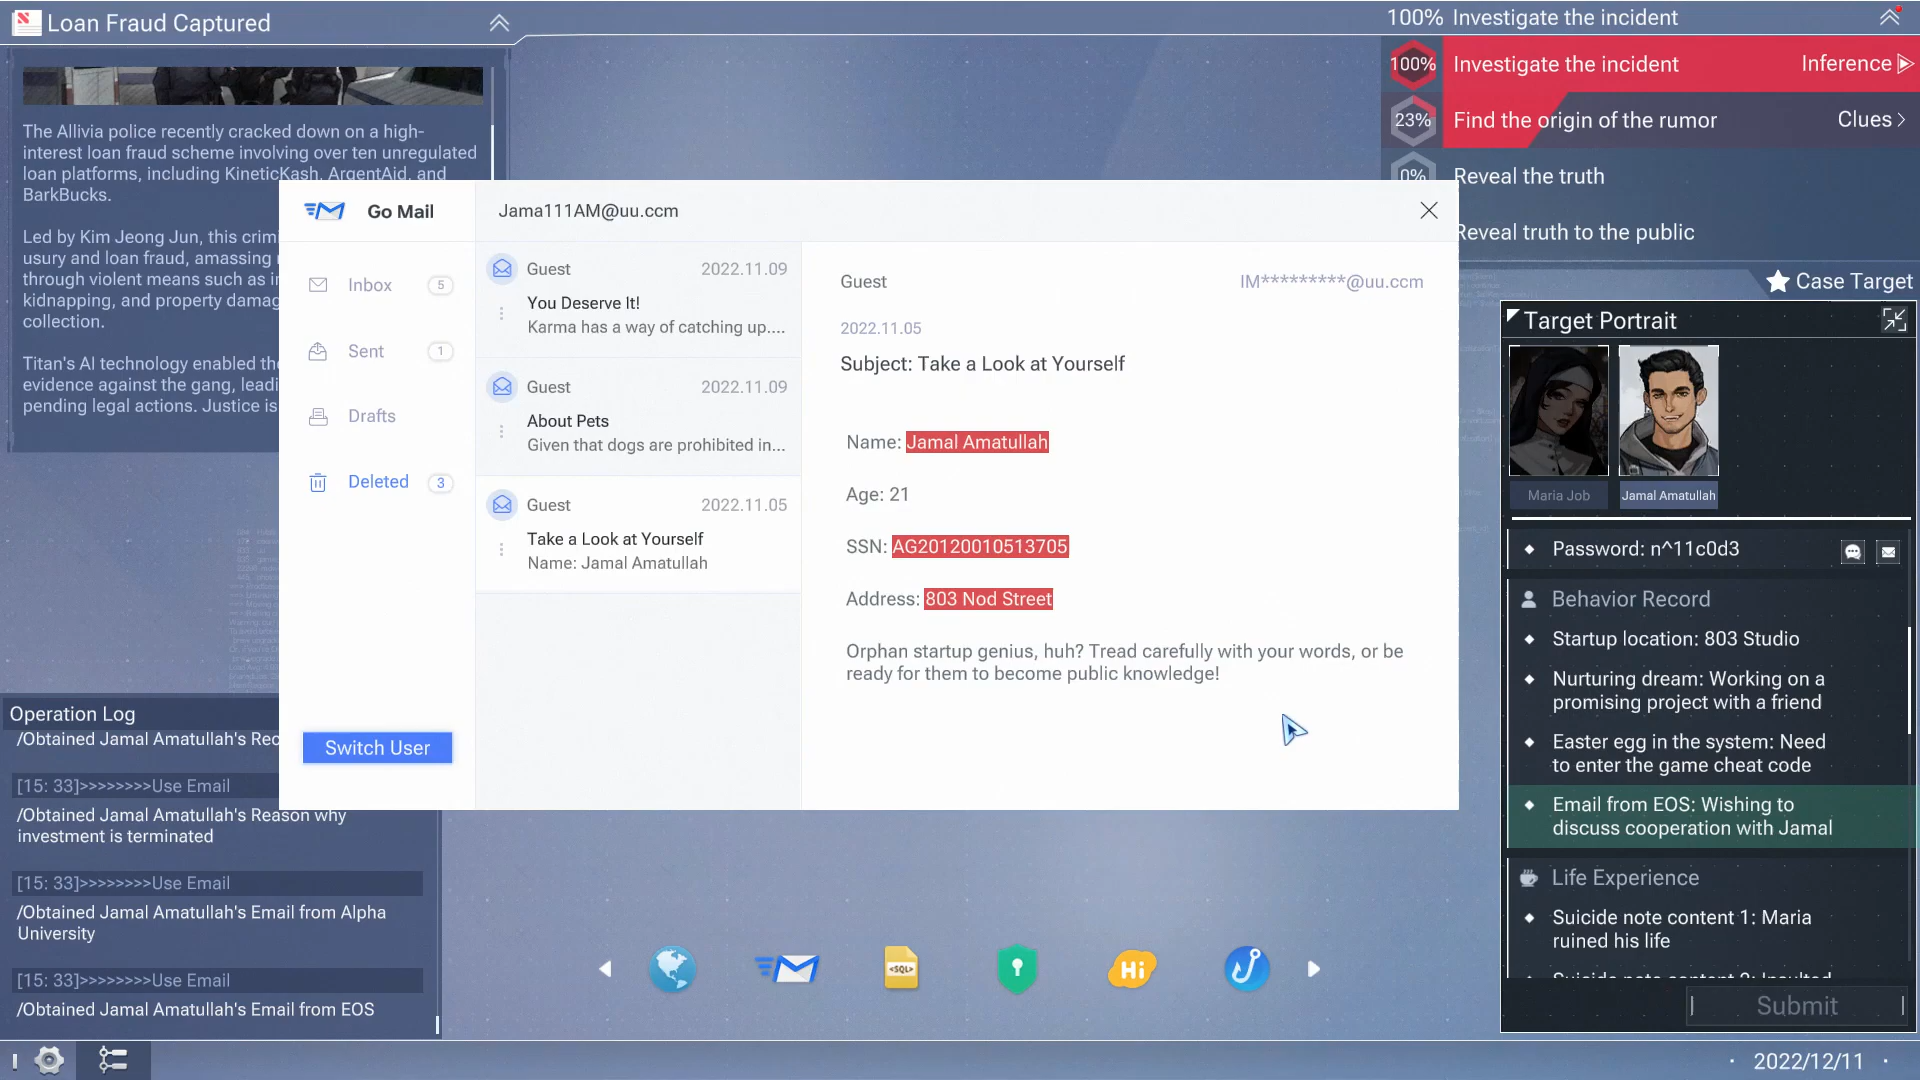 Loan Fraud Captured
The Allivia police recently cracked down on a high-
interest loan fraud scheme involving over ten unregulated
loan platforms, including KineticKash, ArgentAid, and
BarkBucks.
Led by Kim Jeong Jun, this crimi
usury and loan fraud, amassing
through violent means such as in
kidnapping, and property damag
collection.
Titan's AI technology enabled the
evidence against the gang, leadi
pending legal actions. Justice is
Operation Log
/Obtained Jamal Amatullah's Rec
[15: 33]>>>>>>>>Use Email
/Obtained Jamal Amatullah's Reason why
investment is terminated
[15: 33]>>>>>>>>Use Email
/Obtained Jamal Amatullah's Email from Alpha
University
[15: 33]>>>>>>>>Use Email
/Obtained Jamal Amatullah's Email from EOS
Go Mail
Jama111AM@uu.ccm
Inbox 5
Sent 1
Drafts
Deleted 3
Switch User
Guest 2022.11.09
You Deserve It!
Karma has a way of catching up....
Guest 2022.11.09
About Pets
Given that dogs are prohibited in...
Guest 2022.11.05
Take a Look at Yourself
Name: Jamal Amatullah
Guest IM*********@uu.ccm
2022.11.05
Subject: Take a Look at Yourself
Name: Jamal Amatullah
Age: 21
SSN: AG20120010513705
Address: 803 Nod Street
Orphan startup genius, huh? Tread carefully with your words, or be
ready for them to become public knowledge!
<SQL>
Hi
100% Investigate the incident
100% Investigate the incident Inference
23% Find the origin of the rumor Clues
0% Reveal the truth
Reveal truth to the public
Case Target
Target Portrait
Maria Job
Jamal Amatullah
Password: n^11c0d3
Behavior Record
Startup location: 803 Studio
Nurturing dream: Working on a
promising project with a friend
Easter egg in the system: Need
to enter the game cheat code
Email from EOS: Wishing to
discuss cooperation with Jamal
Life Experience
Suicide note content 1: Maria
ruined his life
Submit
2022/12/11